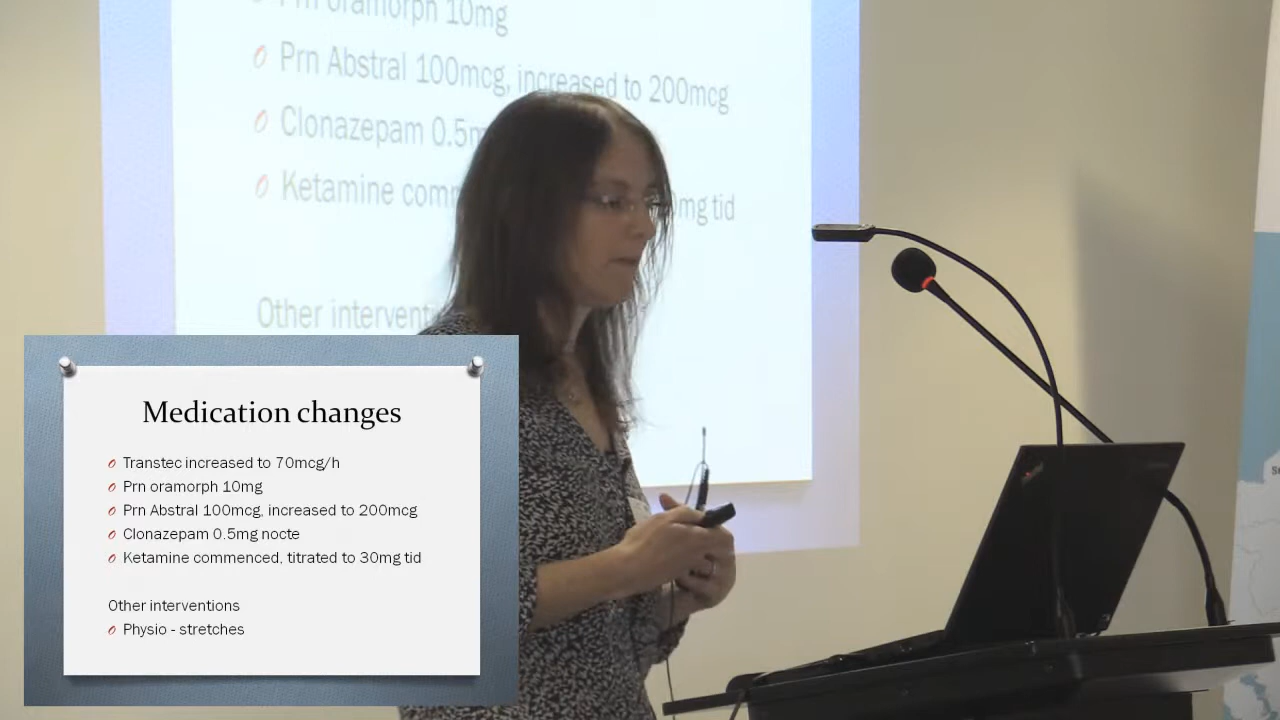 Prn oramorph 10mg
Prn Abstral 100mcg, increased to 200mcg
Clonazepam 0.5m
Ketamine com 0mg tid
Other intervent
Medication changes
Transtec increased to 70mcg/h
Prn oramorph 10mg
Prn Abstral 100mcg, increased to 200mcg
Clonazepam 0.5mg nocte
Ketamine commenced, titrated to 30mg tid
Other interventions
Physio - stretches